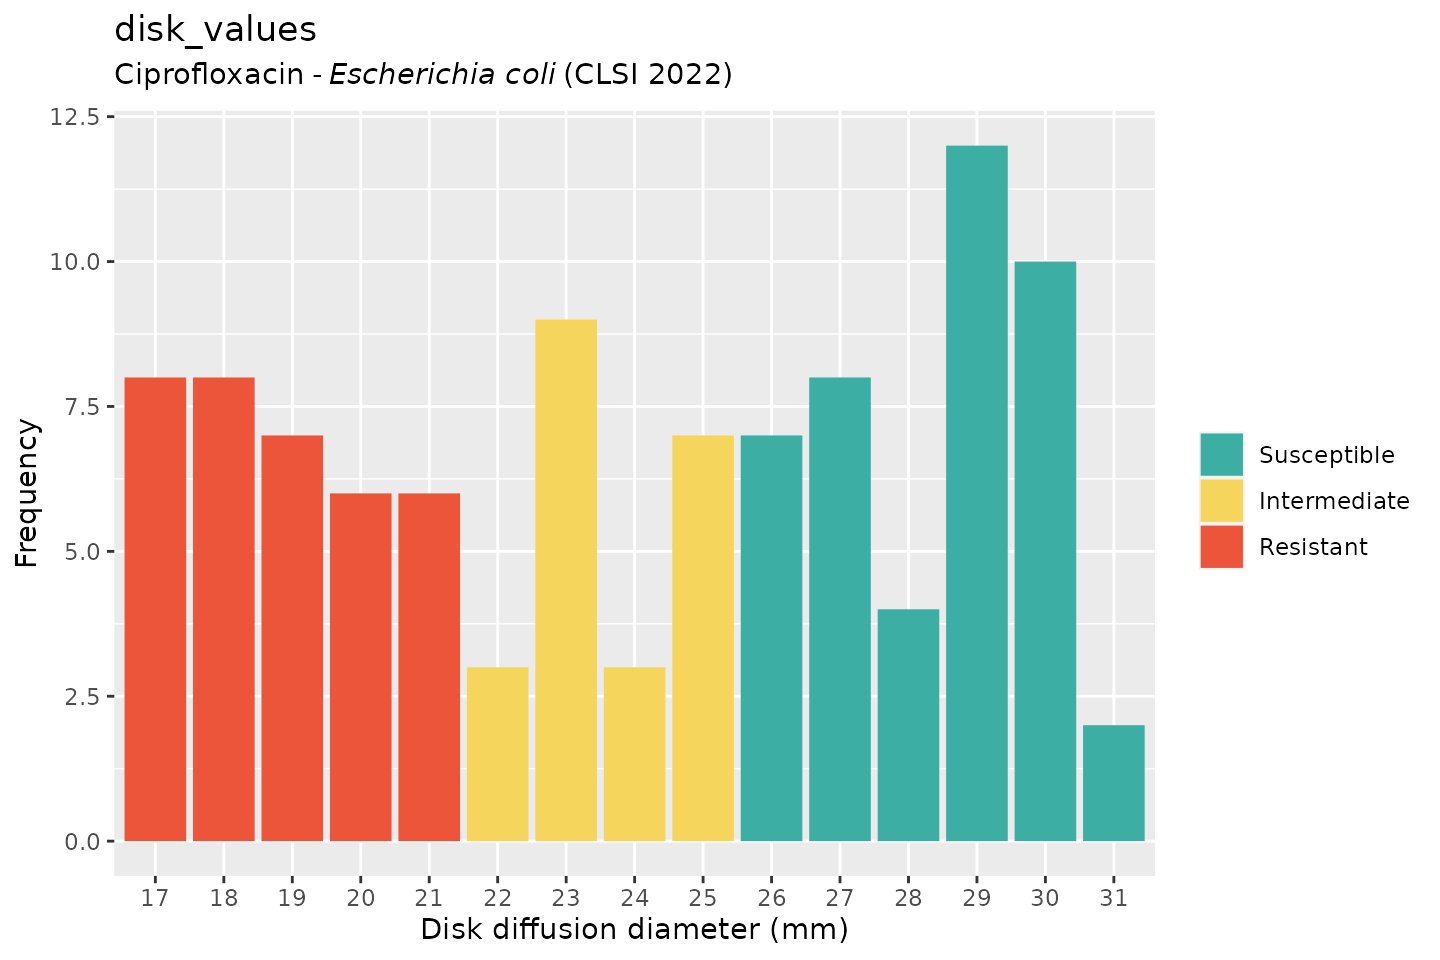 disk_values
Ciprofloxacin - Escherichia coli (CLSI 2022)
12.5
10.0
7.5
5.0
2.5
0.0
Frequency
17 18 19 20 21 22 23 24 25 26 27 28 29 30 31
Disk diffusion diameter (mm)
Susceptible
Intermediate
Resistant